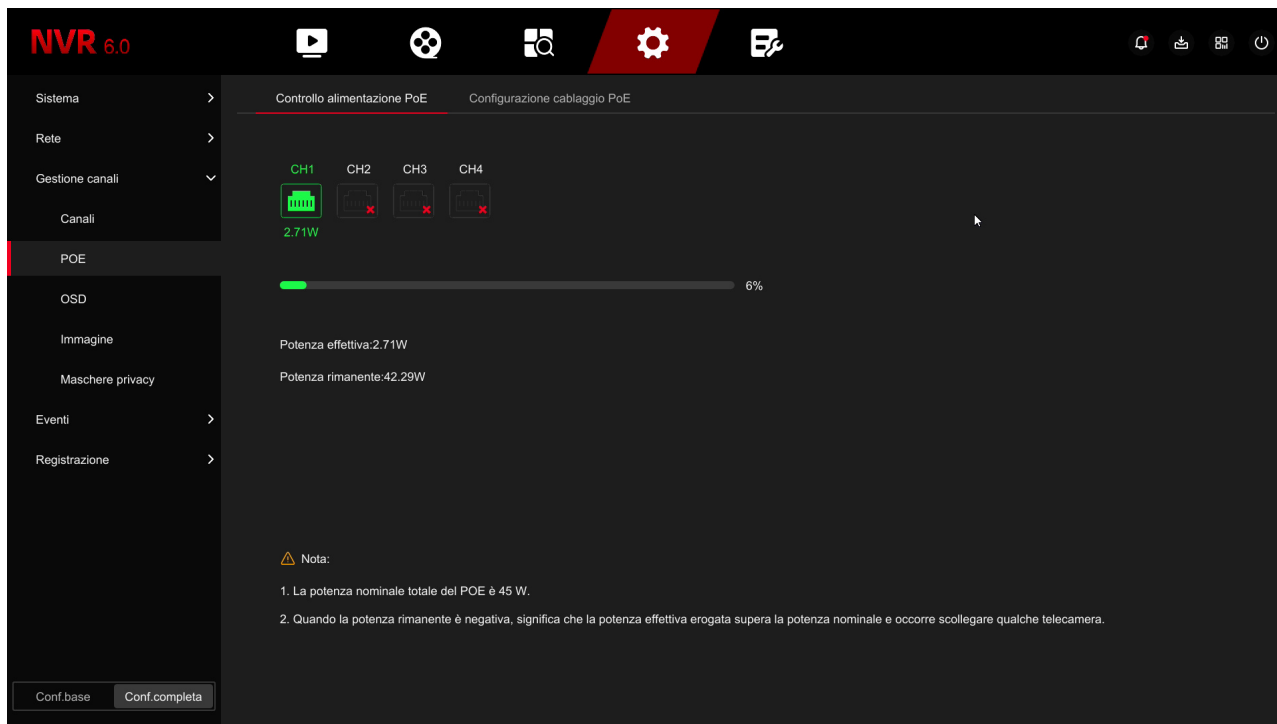 NVR 6.0
Sistema
Rete
Gestione canali
Canali
POE
OSD
Immagine
Maschere privacy
Eventi
Registrazione
Conf.base Conf.completa
Controllo alimentazione PoE Configurazione cablaggio PoE
CH1 CH2 CH3 CH4
2.71W
6%
Potenza effettiva:2.71W
Potenza rimanente:42.29W
Nota:
1. La potenza nominale totale del POE è 45 W.
2. Quando la potenza rimanente è negativa, significa che la potenza effettiva erogata supera la potenza nominale e occorre scollegare qualche telecamera.